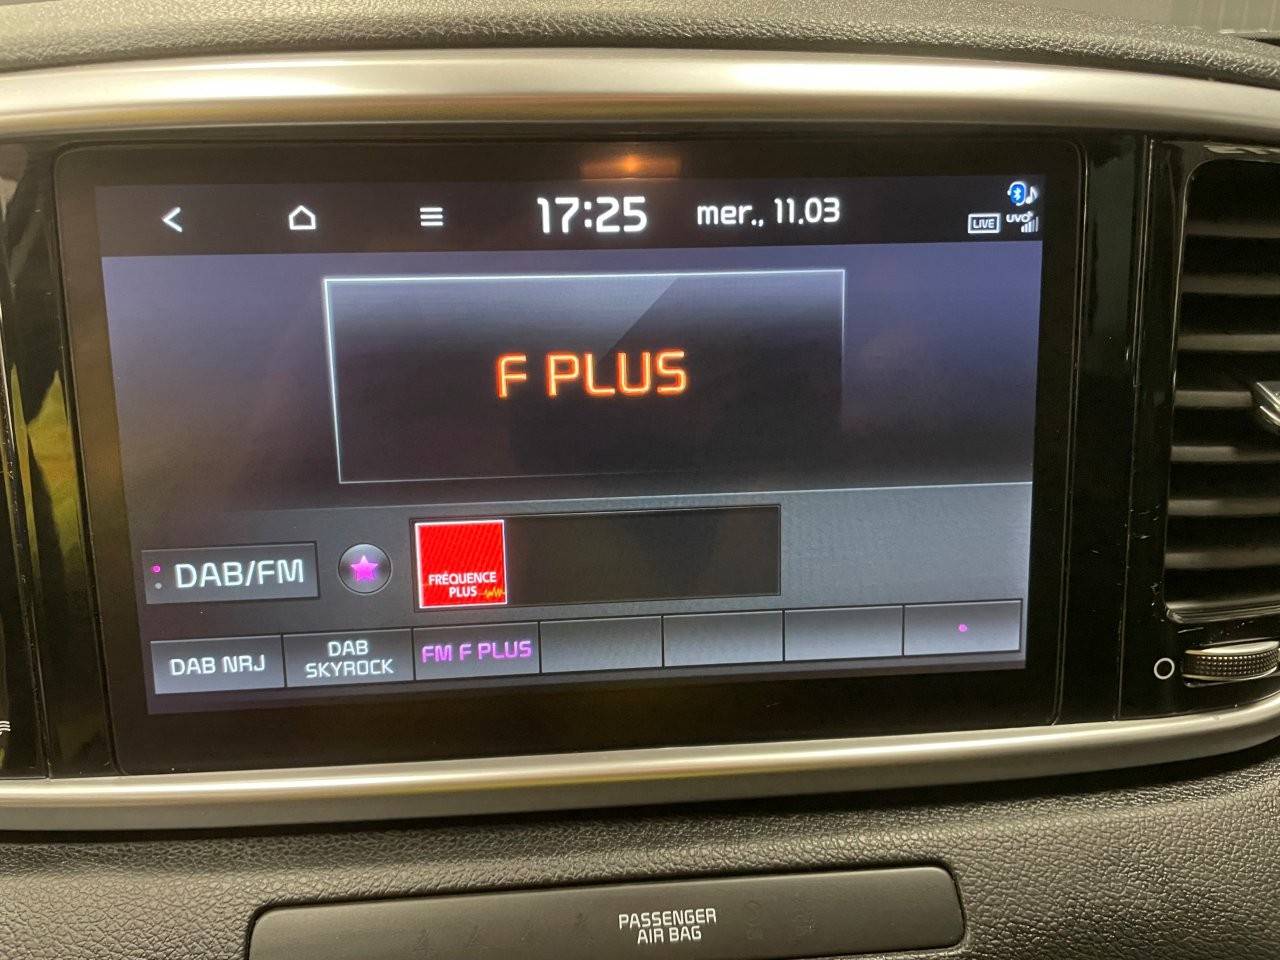 17:25
mer., 11.03
LIVE
UVO
F PLUS
DAB/FM
FRÉQUENCE
PLUS
DAB NRJ
DAB
SKYROCK
FM F PLUS
PASSENGER
AIR BAG